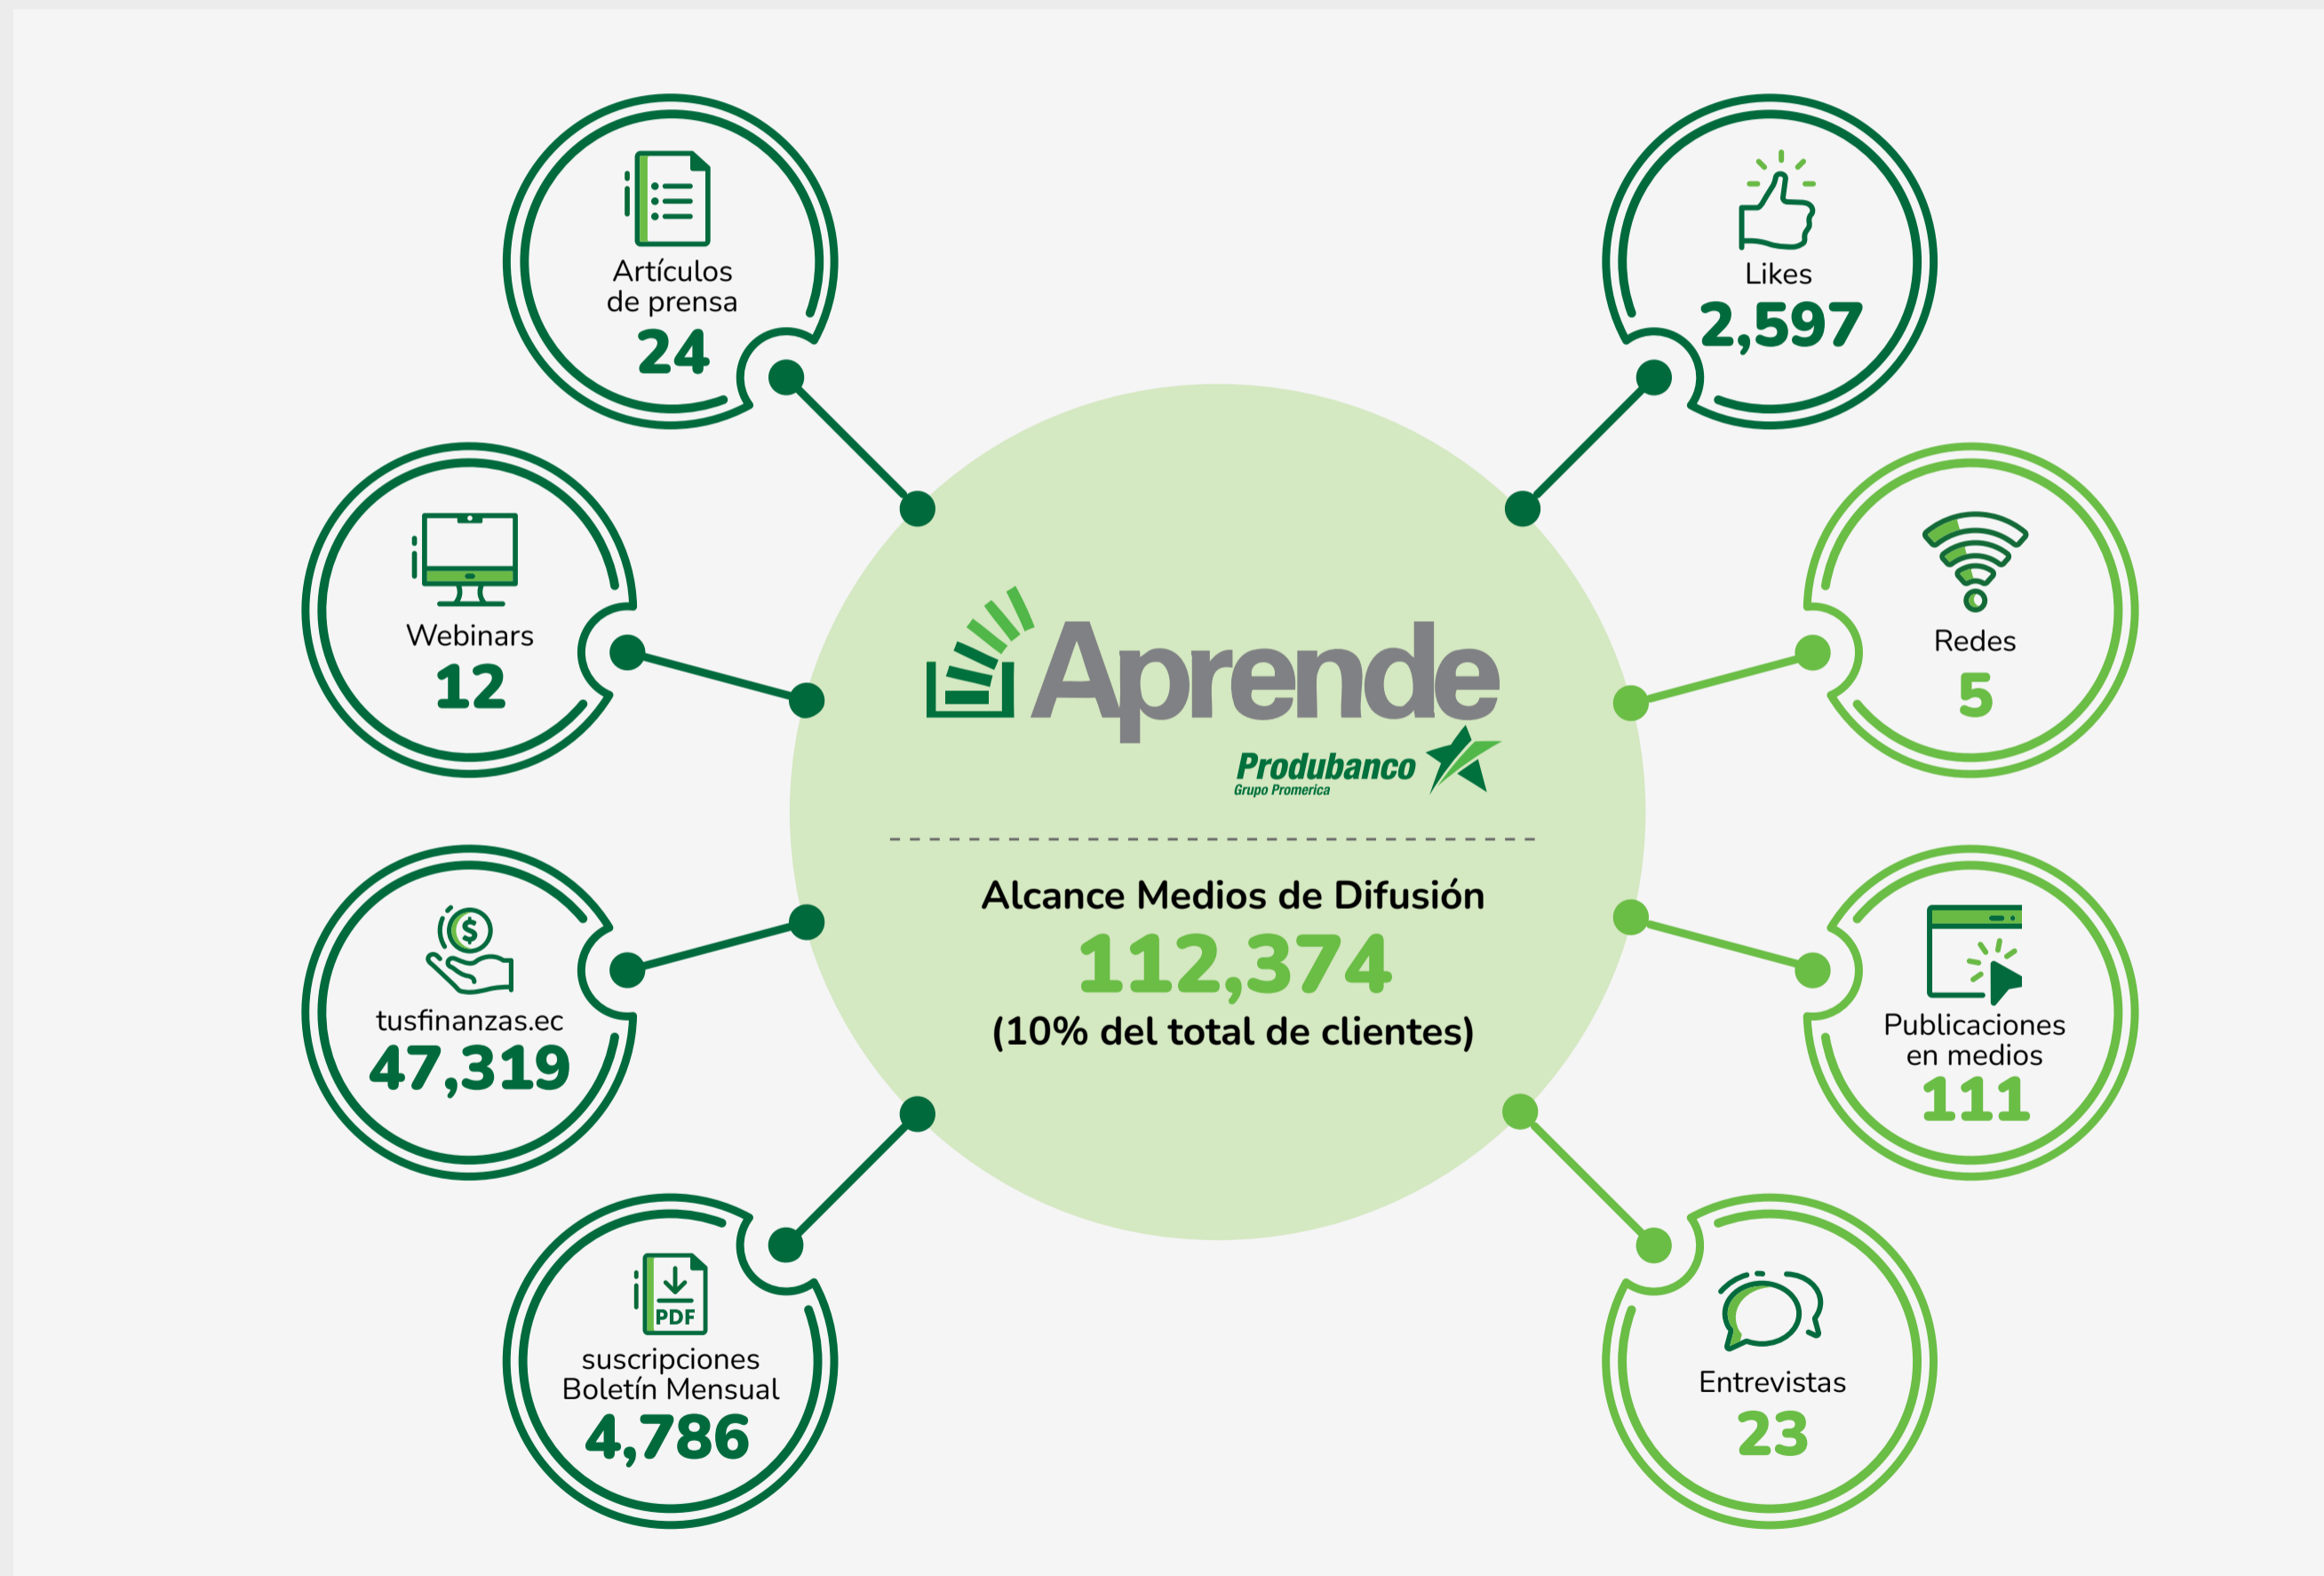 Artículos
de prensa
24
Webinars
12
tusfinanzas.ec
47,319
PDF
suscripciones
Boletín Mensual
4,786
Aprende
Produbanco
Grupo Promerica
Alcance Medios de Difusión
112,374
(10% del total de clientes)
Likes
2,597
Redes
5
Publicaciones
en medios
111
Entrevistas
23